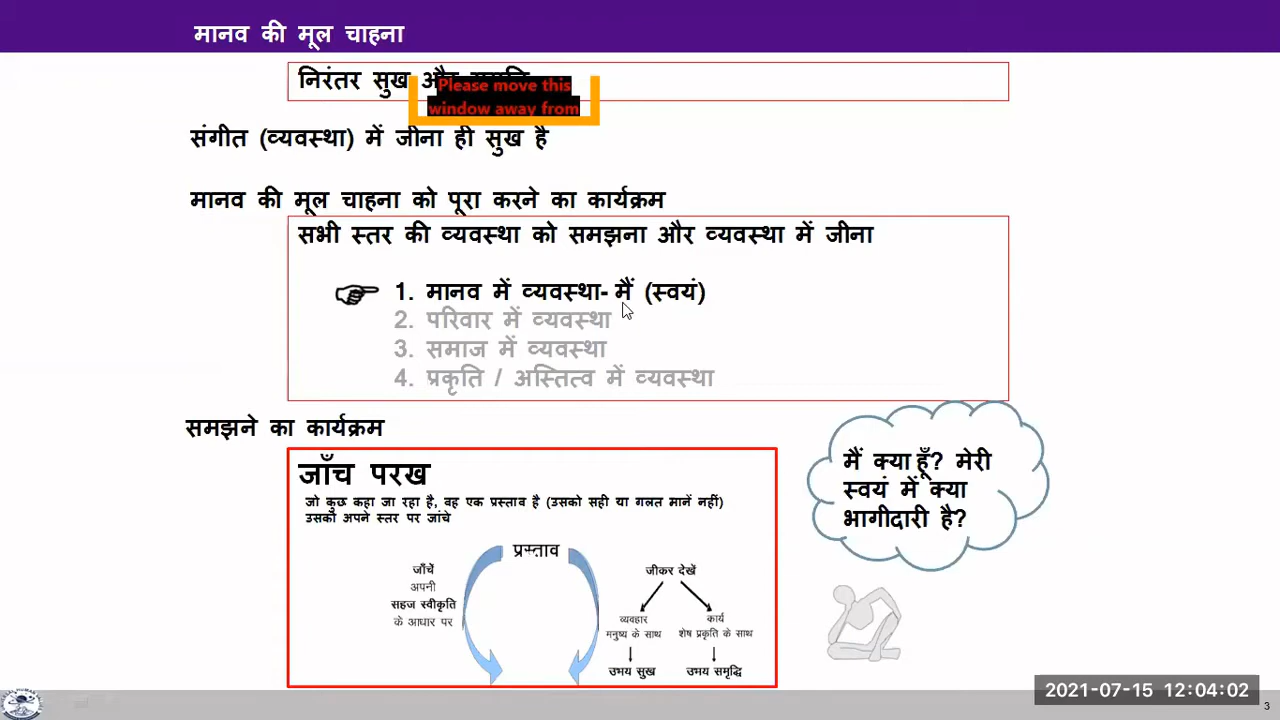 मानव की मूल चाहना
निरंतर सुख और
Please move this
window away from
संगीत (व्यवस्था) में जीना ही सुख है
मानव की मूल चाहना को पूरा करने का कार्यक्रम
सभी स्तर की व्यवस्था को समझना और व्यवस्था में जीना
1. मानव में व्यवस्था- मैं (स्वयं)
2. परिवार में व्यवस्था
3. समाज में व्यवस्था
4. प्रकृति / अस्तित्व में व्यवस्था
समझने का कार्यक्रम
जाँच परख
जो कुछ कहा जा रहा है, वह एक प्रस्ताव है (उसको सही या गलत मानें नहीं)
उसको अपने स्तर पर जांचे
प्रस्ताव
जाँचें
अपनी
सहज स्वीकृति
के आधार पर
जीकर देखें
व्यवहार
मनुष्य के साथ
उभय सुख
कार्य
शेष प्रकृति के साथ
उभय समृद्धि
मैं क्या हूँ? मेरी
स्वयं में क्या
भागीदारी है?
2021-07-15 12:04:02
3